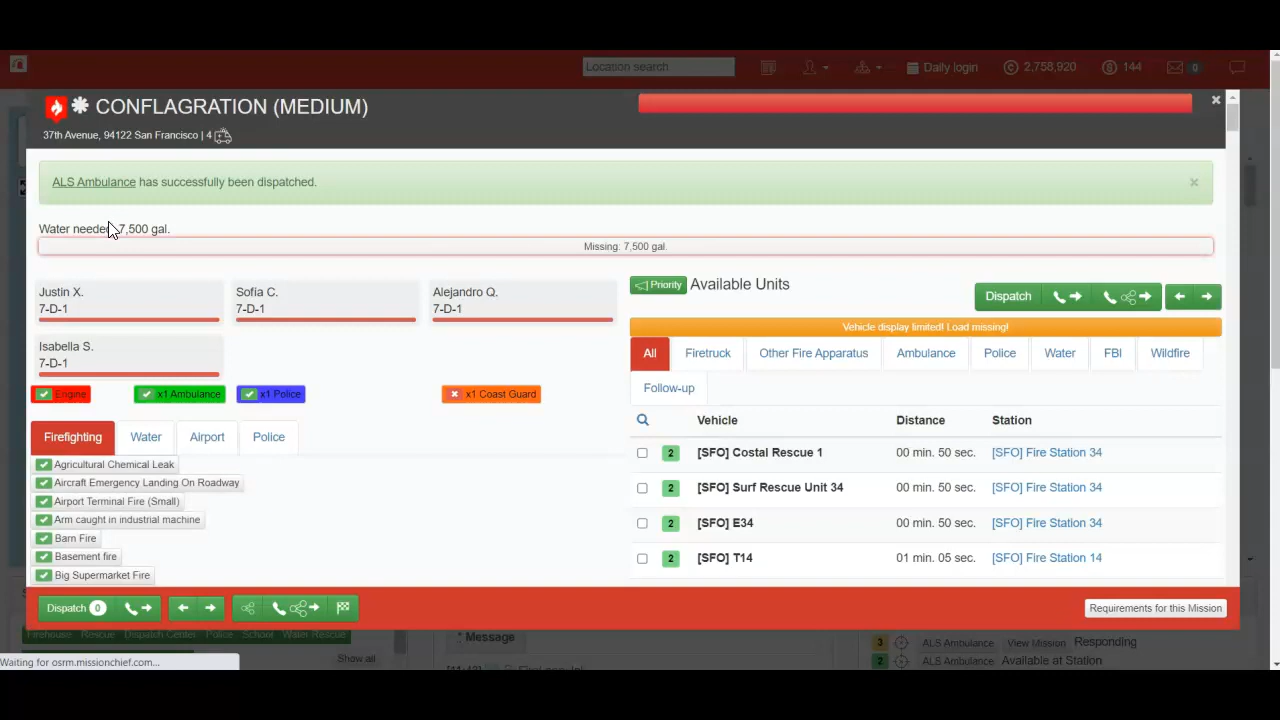 Location search
Daily login
2,758,920
144
0
CONFLAGRATION (MEDIUM)
37th Avenue, 94122 San Francisco | 4
ALS Ambulance has successfully been dispatched.
Water needed 7,500 gal.
Missing: 7,500 gal.
Justin X.
7-D-1
Sofía C.
7-D-1
Alejandro Q.
7-D-1
Isabella S.
7-D-1
Engine
x1 Ambulance
x1 Police
x1 Coast Guard
Firefighting
Water
Airport
Police
Agricultural Chemical Leak
Aircraft Emergency Landing On Roadway
Airport Terminal Fire (Small)
Arm caught in industrial machine
Barn Fire
Basement fire
Big Supermarket Fire
Priority
Available Units
Dispatch
Vehicle display limited! Load missing!
All
Firetruck
Other Fire Apparatus
Ambulance
Police
Water
FBI
Wildfire
Follow-up
Vehicle Distance Station
2 [SFO] Costal Rescue 1 00 min. 50 sec. [SFO] Fire Station 34
2 [SFO] Surf Rescue Unit 34 00 min. 50 sec. [SFO] Fire Station 34
2 [SFO] E34 00 min. 50 sec. [SFO] Fire Station 34
2 [SFO] T14 01 min. 05 sec. [SFO] Fire Station 14
Dispatch 0
Requirements for this Mission
Firehouse Rescue Dispatch Center Police School Water Rescue
Show all
Message
3 ALS Ambulance View Mission Responding
2 ALS Ambulance Available at Station
Waiting for osrm.missionchief.com...